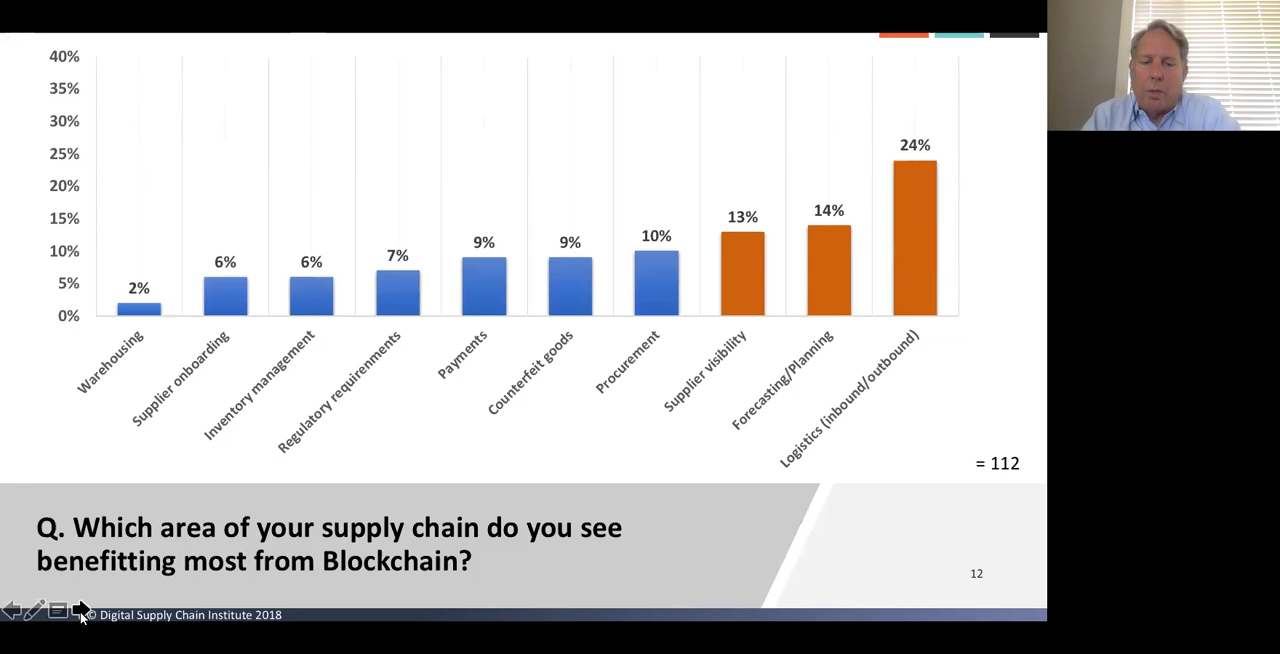 40%
35%
30%
25%
20%
15%
10%
5%
0%
2%
6%
6%
7%
9%
9%
10%
13%
14%
24%
Warehousing
Supplier onboarding
Inventory management
Regulatory requirements
Payments
Counterfeit goods
Procurement
Supplier visibility
Forecasting/Planning
Logistics (inbound/outbound)
= 112
Q. Which area of your supply chain do you see
benefitting most from Blockchain?
12
© Digital Supply Chain Institute 2018